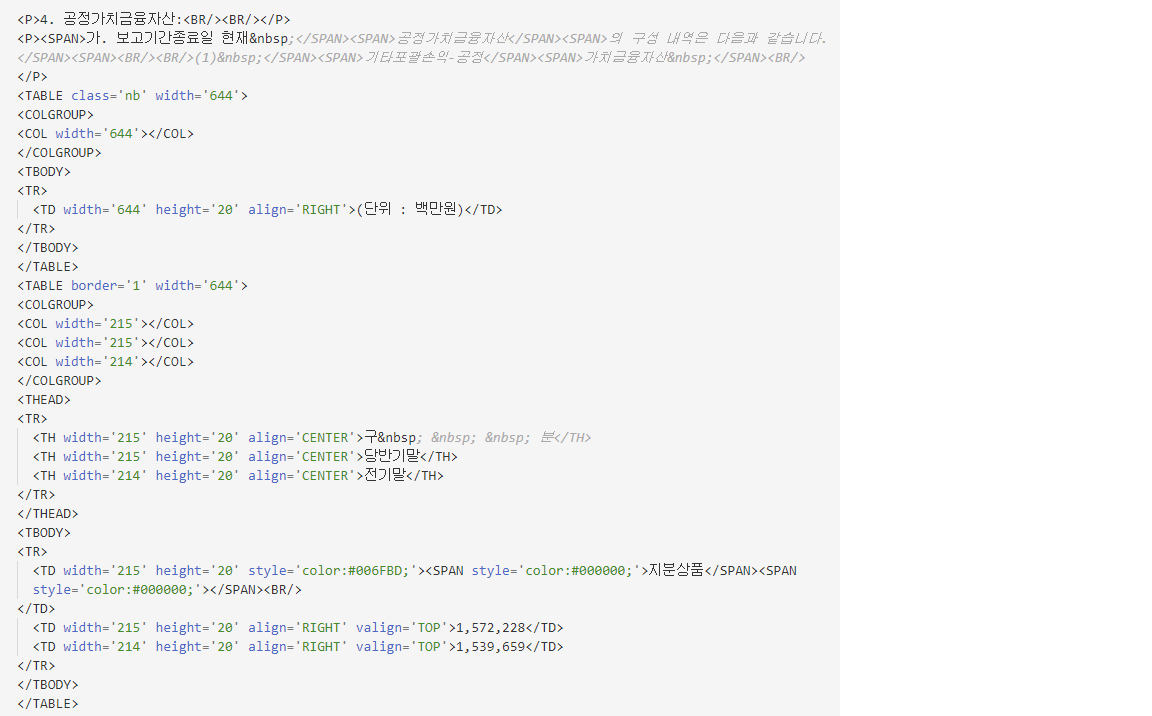 <P>4. 공정가치금융자산:<BR/><BR/></P>
<P><SPAN>가. 보고기간종료일 현재&nbsp;</SPAN><SPAN>공정가치금융자산</SPAN><SPAN>의 구성 내역은 다음과 같습니다.
</SPAN><SPAN><BR/><BR/>(1)&nbsp;</SPAN><SPAN>기타포괄손익-공정</SPAN><SPAN>가치금융자산&nbsp;</SPAN><BR/>
</P>
<TABLE class='nb' width='644'>
<COLGROUP>
<COL width='644'></COL>
</COLGROUP>
<TBODY>
<TR>
<TD width='644' height='20' align='RIGHT'>(단위 : 백만원)</TD>
</TR>
</TBODY>
</TABLE>
<TABLE border='1' width='644'>
<COLGROUP>
<COL width='215'></COL>
<COL width='215'></COL>
<COL width='214'></COL>
</COLGROUP>
<THEAD>
<TR>
<TH width='215' height='20' align='CENTER'>구&nbsp; &nbsp; &nbsp; 분</TH>
<TH width='215' height='20' align='CENTER'>당반기말</TH>
<TH width='214' height='20' align='CENTER'>전기말</TH>
</TR>
</THEAD>
<TBODY>
<TR>
<TD width='215' height='20' style='color:#006FBD;'><SPAN style='color:#000000;'>지분상품</SPAN><SPAN
style='color:#000000;'></SPAN><BR/>
</TD>
<TD width='215' height='20' align='RIGHT' valign='TOP'>1,572,228</TD>
<TD width='214' height='20' align='RIGHT' valign='TOP'>1,539,659</TD>
</TR>
</TBODY>
</TABLE>